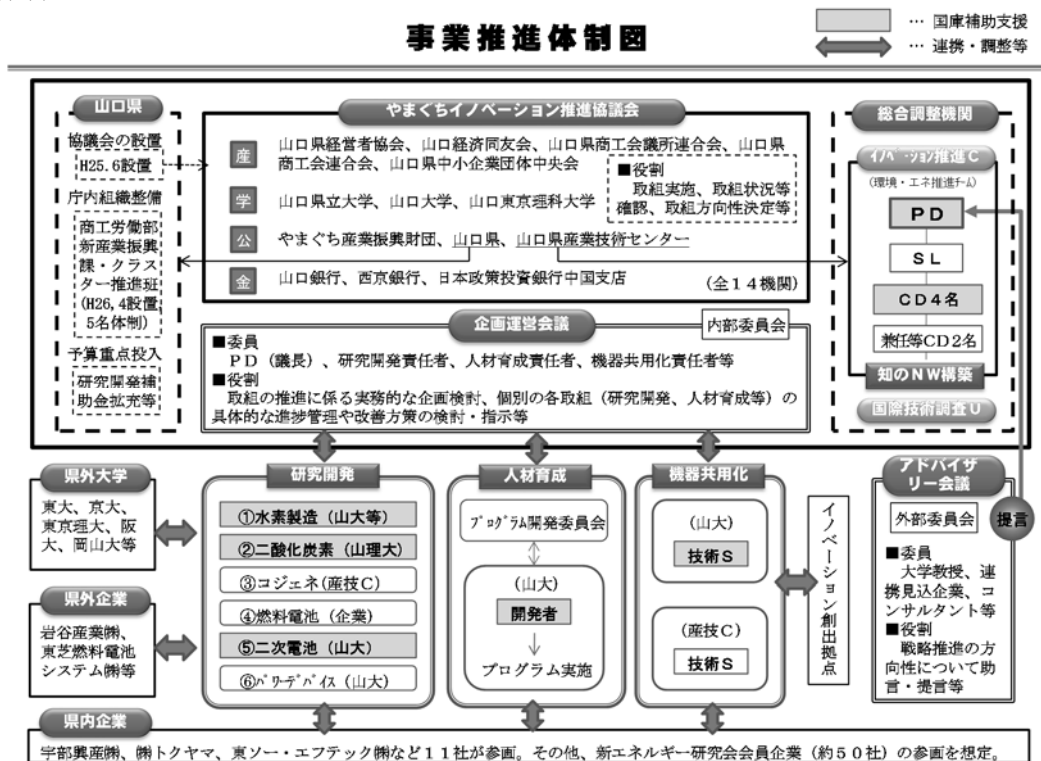 事業推進体制図
… 国庫補助支援
… 連携・調整等
山口県
協議会の設置
H25.6設置
庁内組織整備
商工労働部
新産業振興
課・クラス
ター推進班
(H26,4設置,
5名体制)
予算重点投入
研究開発補
助金拡充等
やまぐちイノベーション推進協議会
産
山口県経営者協会、山口経済同友会、山口県商工会議所連合会、山口県
商工会連合会、山口県中小企業団体中央会
学
山口県立大学、山口大学、山口東京理科大学
公
やまぐち産業振興財団、山口県、山口県産業技術センター
金
山口銀行、西京銀行、日本政策投資銀行中国支店
(全14機関)
■役割
取組実施、取組状況等
確認、取組方向性決定等
総合調整機関
イノベーション推進C
(環境・エネ推進チーム)
PD
SL
CD4名
兼任等CD2名
知のNW構築
国際技術調査U
企画運営会議
内部委員会
■委員
PD(議長)、研究開発責任者、人材育成責任者、機器共用化責任者等
■役割
取組の推進に係る実務的な企画検討、個別の各取組(研究開発、人材育成等)の
具体的な進捗管理や改善方策の検討・指示等
県外大学
東大、京大、
東京理大、阪
大、岡山大等
県外企業
岩谷産業㈱、
東芝燃料電池
システム㈱等
研究開発
①水素製造(山大等)
②二酸化炭素(山理大)
③コジェネ(産技C)
④燃料電池(企業)
⑤二次電池(山大)
⑥パワーデバイス(山大)
人材育成
プログラム開発委員会
(山大)
開発者
プログラム実施
機器共用化
(山大)
技術S
(産技C)
技術S
イノベーション創出拠点
アドバイザ
リー会議
外部委員会
提言
■委員
大学教授、連
携見込企業、コ
ンサルタント等
■役割
戦略推進の方
向性について助
言・提言等
県内企業
宇部興産㈱、㈱トクヤマ、東ソー・エフテック㈱など11社が参画。その他、新エネルギー研究会会員企業(約50社)の参画を想定。